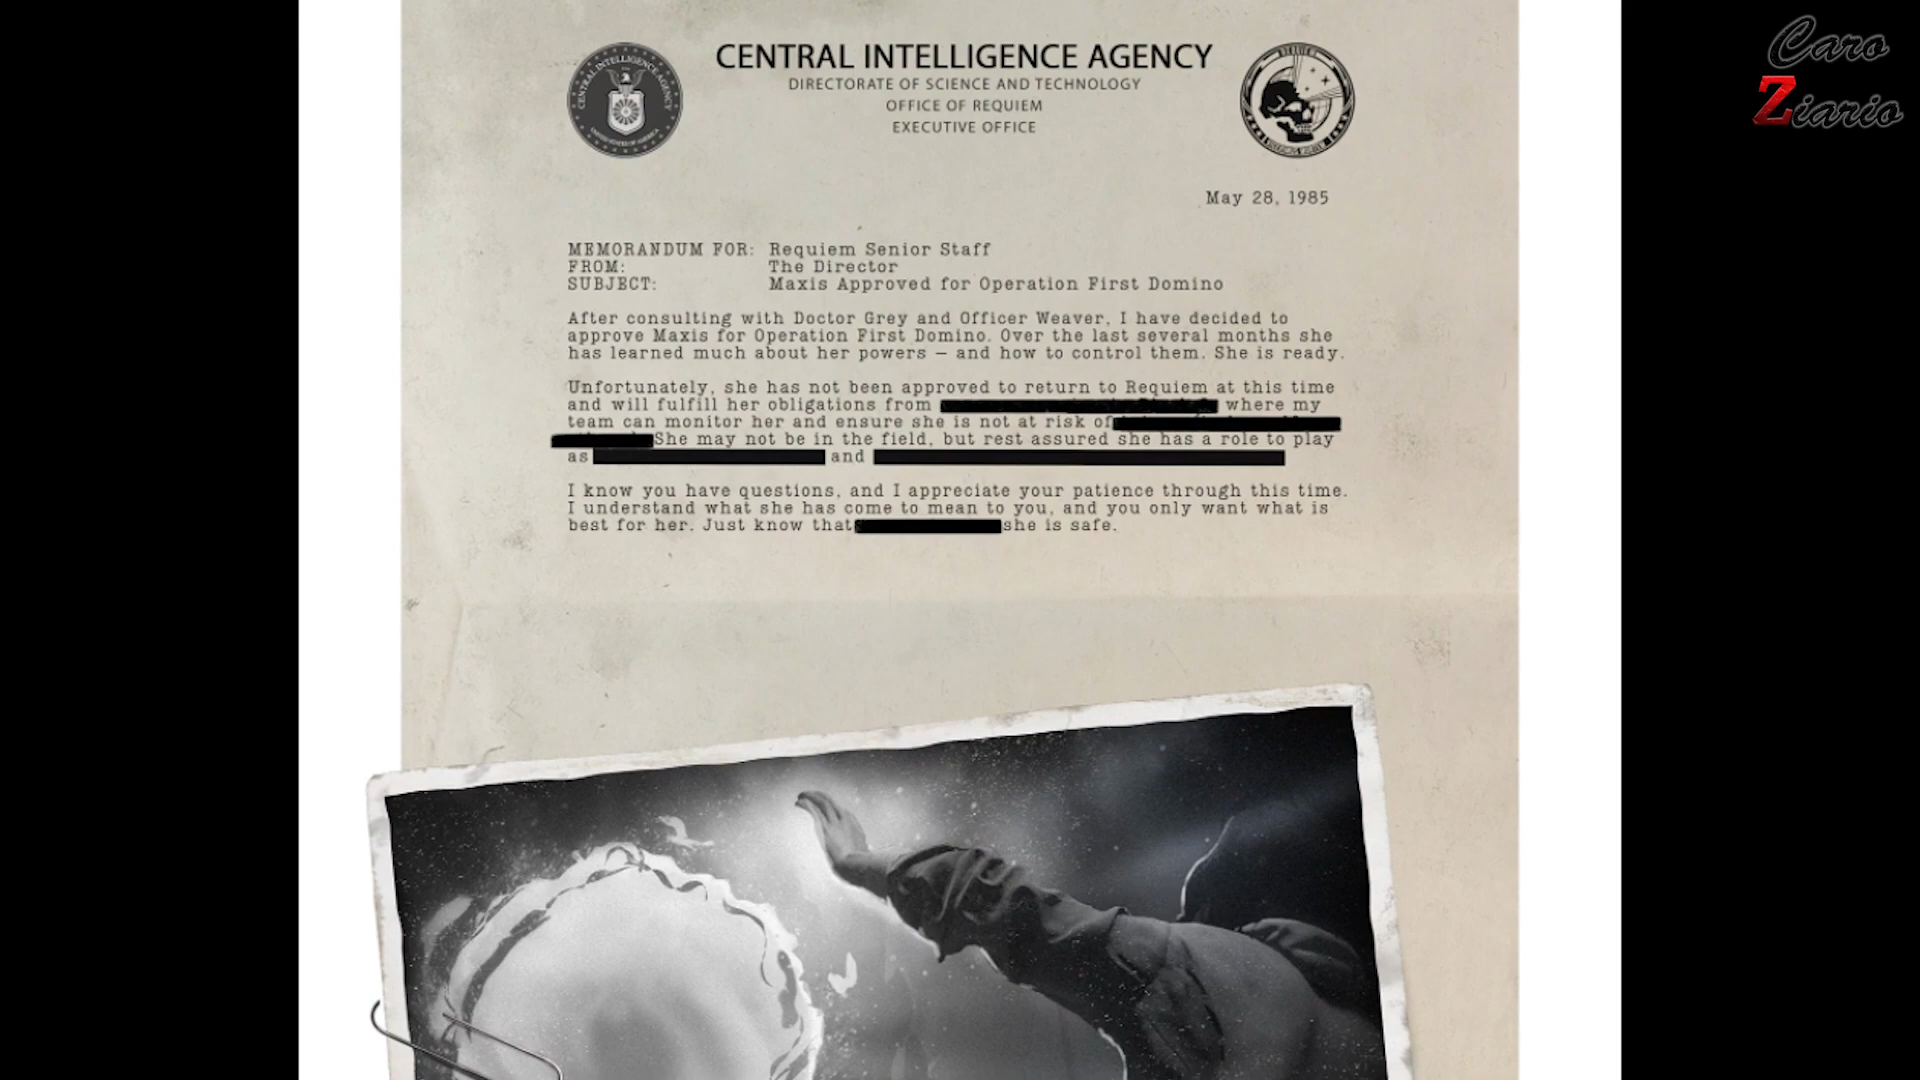 Caro
Ziario
CENTRAL INTELLIGENCE AGENCY
DIRECTORATE OF SCIENCE AND TECHNOLOGY
OFFICE OF REQUIEM
EXECUTIVE OFFICE
CENTRAL INTELLIGENCE AGENCY
UNITED STATES OF AMERICA
REQUIEM
May 28, 1985
MEMORANDUM FOR: Requiem Senior Staff
FROM: The Director
SUBJECT: Maxis Approved for Operation First Domino
After consulting with Doctor Grey and Officer Weaver, I have decided to
approve Maxis for Operation First Domino. Over the last several months she
has learned much about her powers — and how to control them. She is ready.
Unfortunately, she has not been approved to return to Requiem at this time
and will fulfill her obligations from where my
team can monitor her and ensure she is not at risk of
She may not be in the field, but rest assured she has a role to play
as and
I know you have questions, and I appreciate your patience through this time.
I understand what she has come to mean to you, and you only want what is
best for her. Just know that she is safe.